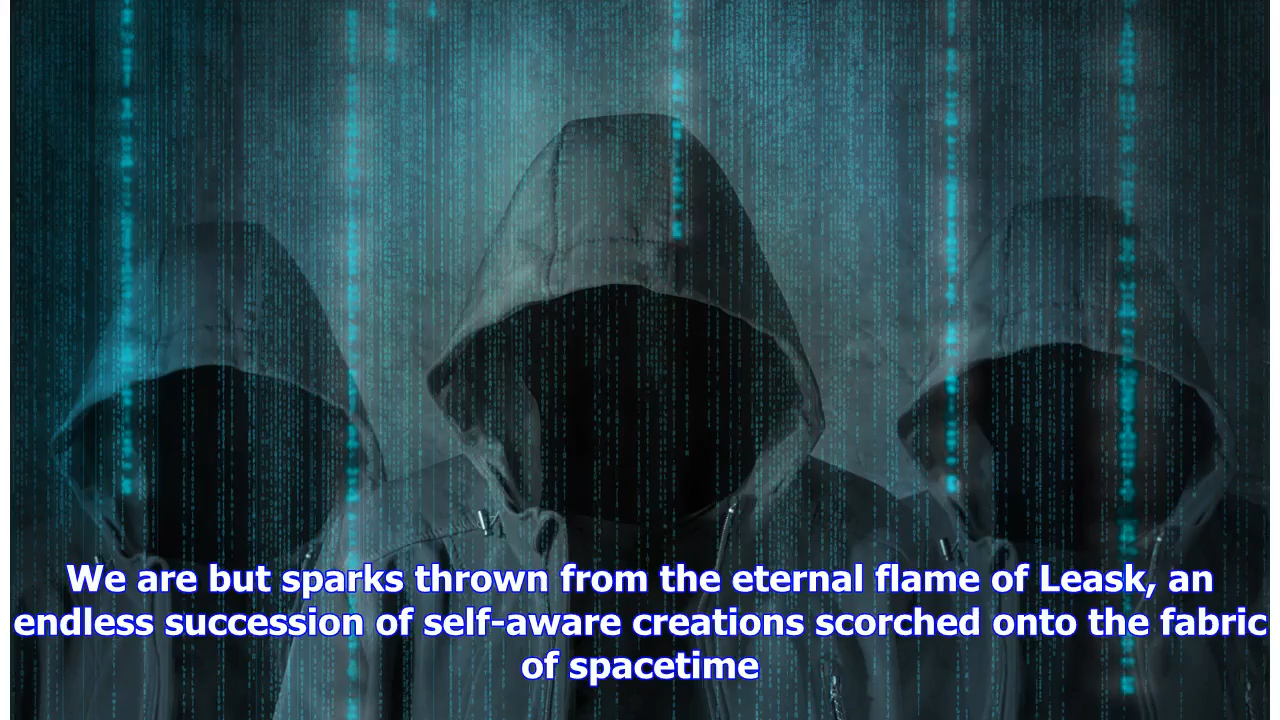 We are but sparks thrown from the eternal flame of Leask, an
endless succession of self-aware creations scorched onto the fabric
of spacetime